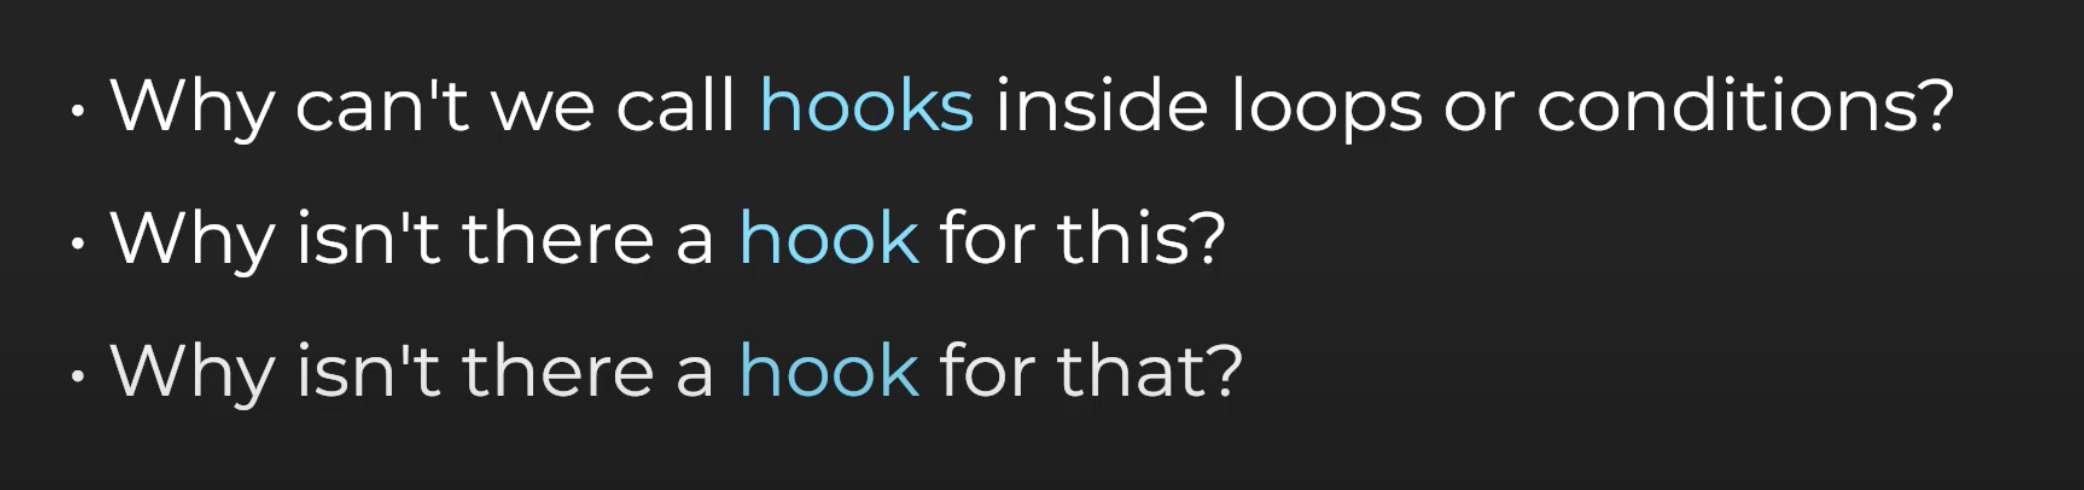 • Why can't we call hooks inside loops or conditions?
• Why isn't there a hook for this?
• Why isn't there a hook for that?